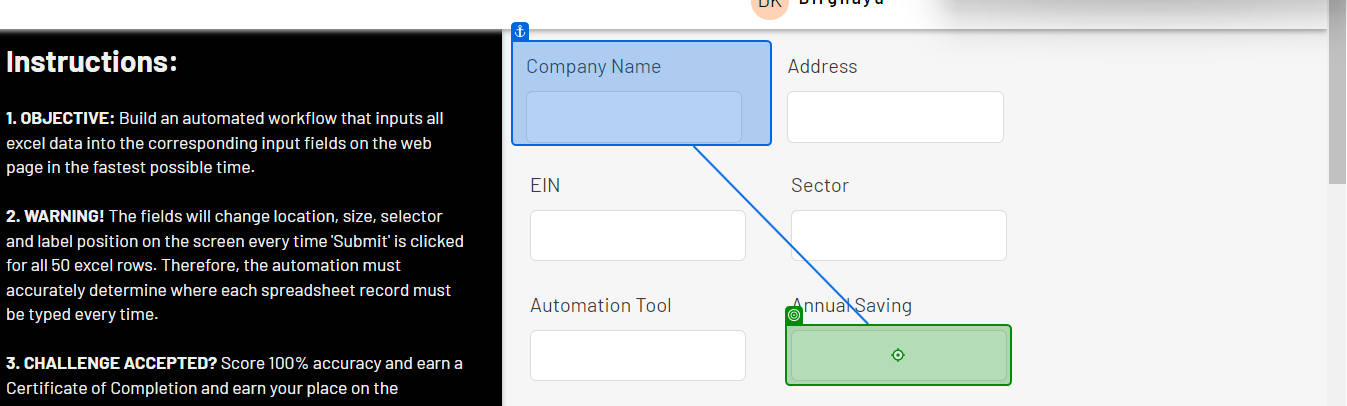 DK Dirghayu
Instructions:
1. OBJECTIVE: Build an automated workflow that inputs all
excel data into the corresponding input fields on the web
page in the fastest possible time.
2. WARNING! The fields will change location, size, selector
and label position on the screen every time 'Submit' is clicked
for all 50 excel rows. Therefore, the automation must
accurately determine where each spreadsheet record must
be typed every time.
3. CHALLENGE ACCEPTED? Score 100% accuracy and earn a
Certificate of Completion and earn your place on the
Company Name
Address
EIN
Sector
Automation Tool
Annual Saving